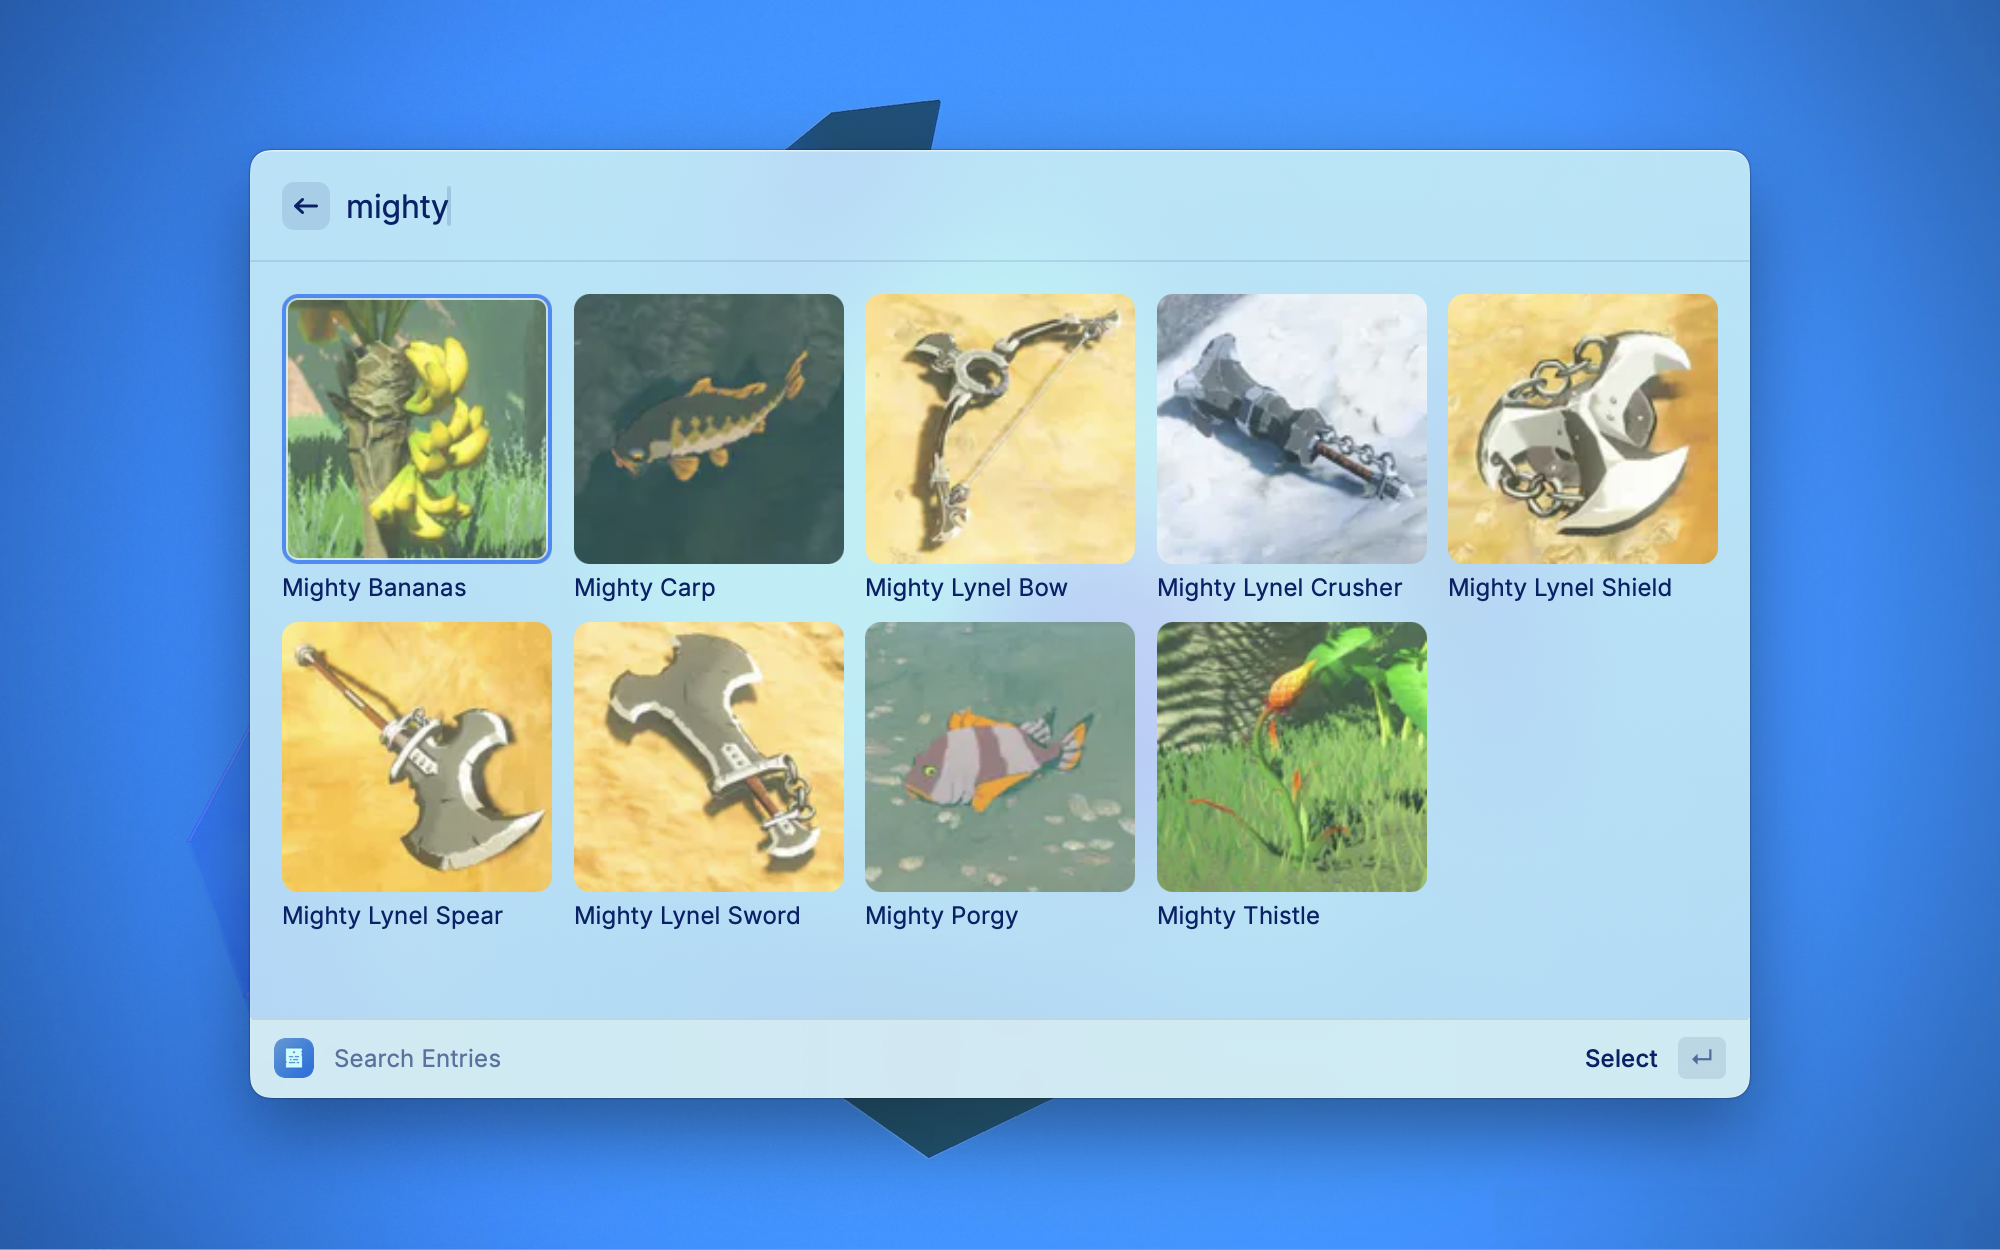 mighty
Mighty Bananas
Mighty Carp
Mighty Lynel Bow
Mighty Lynel Crusher
Mighty Lynel Shield
Mighty Lynel Spear
Mighty Lynel Sword
Mighty Porgy
Mighty Thistle
Search Entries
Select